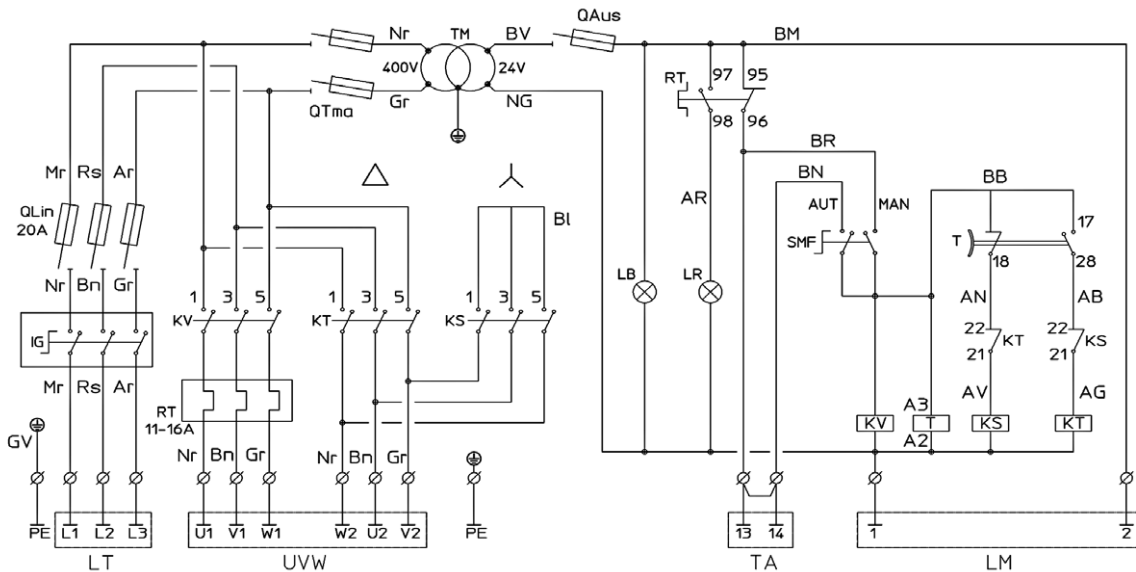 QAus
Nr TM BV BM
400V 24V
97 95
RT
QTma Gr NG
98 96
BR
Mr Rs Ar
BN BB
AR AUT MAN
17
QLin
20A
Bl
SMF T
18 28
Nr Bn Gr
LB LR
AN AB
1 3 5 1 3 5 1 3 5
KV KT KS
22 KT 22 KS
21 21
IG
Mr Rs Ar
RT
11-16A
AV AG
A3
KV T KS KT
A2
GV
Nr Bn Gr Nr Bn Gr
PE L1 L2 L3 U1 V1 W1 W2 U2 V2 PE 13 14 1 2
LT UVW TA LM